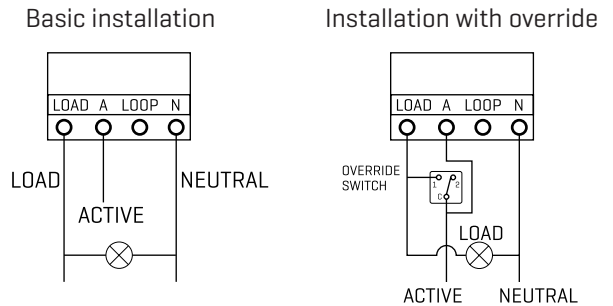 Basic installation
LOAD A LOOP N
LOAD
NEUTRAL
ACTIVE
Installation with override
LOAD A LOOP N
OVERRIDE
SWITCH
1 2
C
LOAD
ACTIVE NEUTRAL